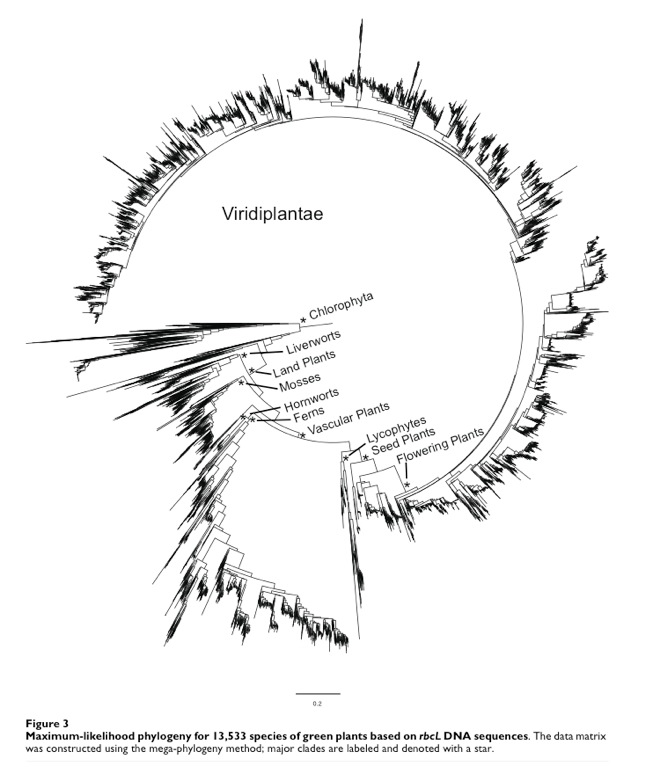 Viridiplantae
* Chlorophyta
* Liverworts
* Land Plants
* Mosses
* Hornworts
* Ferns
* Vascular Plants
* Lycophytes
* Seed Plants
Flowering Plants
*
0.2
Figure 3
Maximum-likelihood phylogeny for 13,533 species of green plants based on rbcL DNA sequences. The data matrix
was constructed using the mega-phylogeny method; major clades are labeled and denoted with a star.